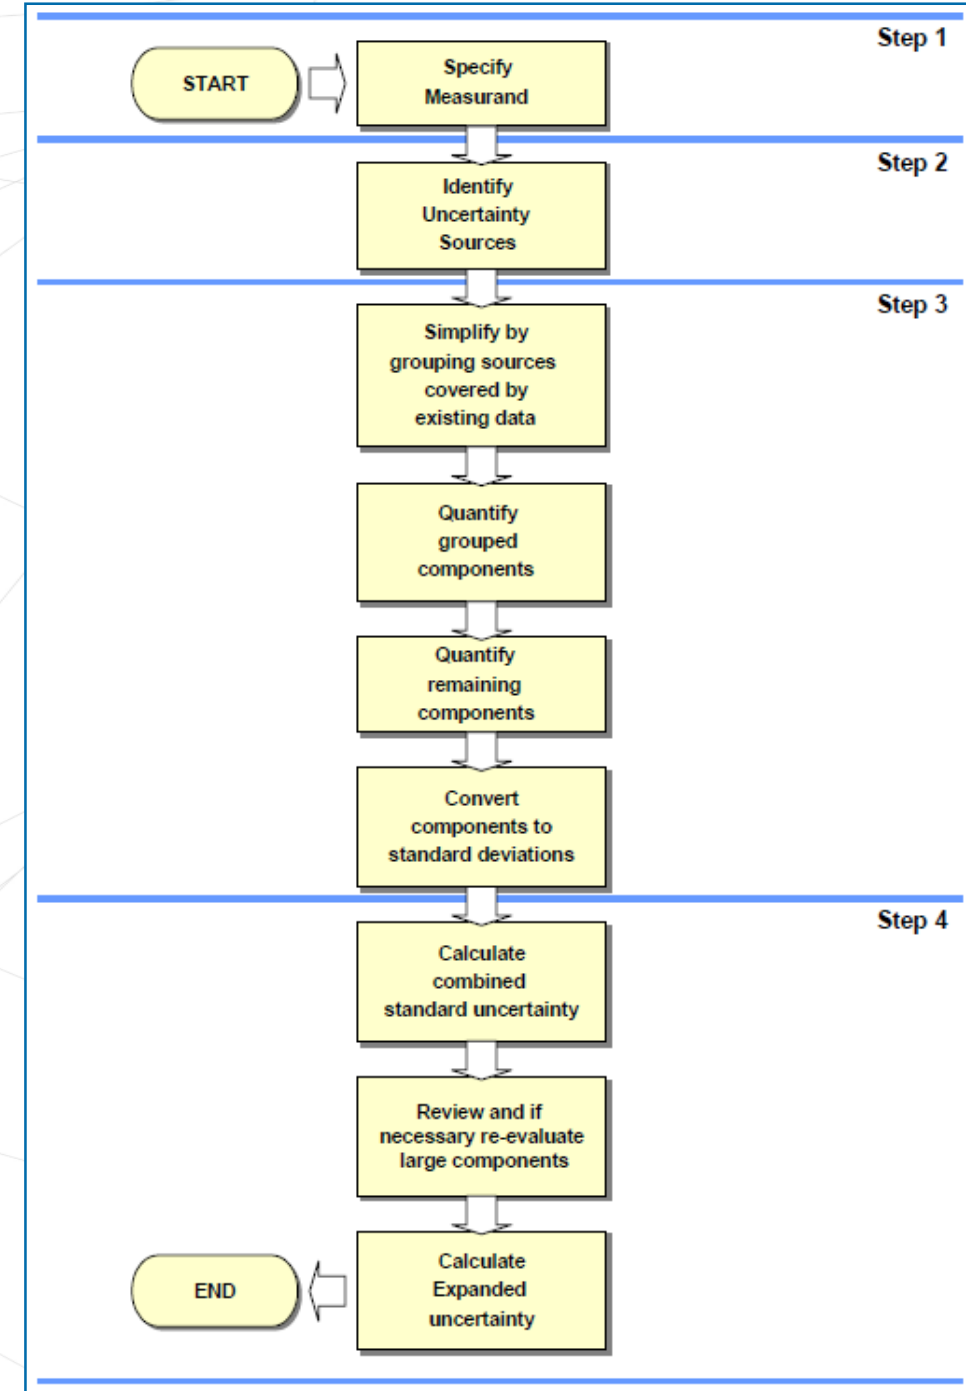 Step 1
START
Specify
Measurand
Step 2
Identify
Uncertainty
Sources
Step 3
Simplify by
grouping sources
covered by
existing data
Quantify
grouped
components
Quantify
remaining
components
Convert
components to
standard deviations
Step 4
Calculate
combined
standard uncertainty
Review and if
necessary re-evaluate
large components
Calculate
Expanded
uncertainty
END